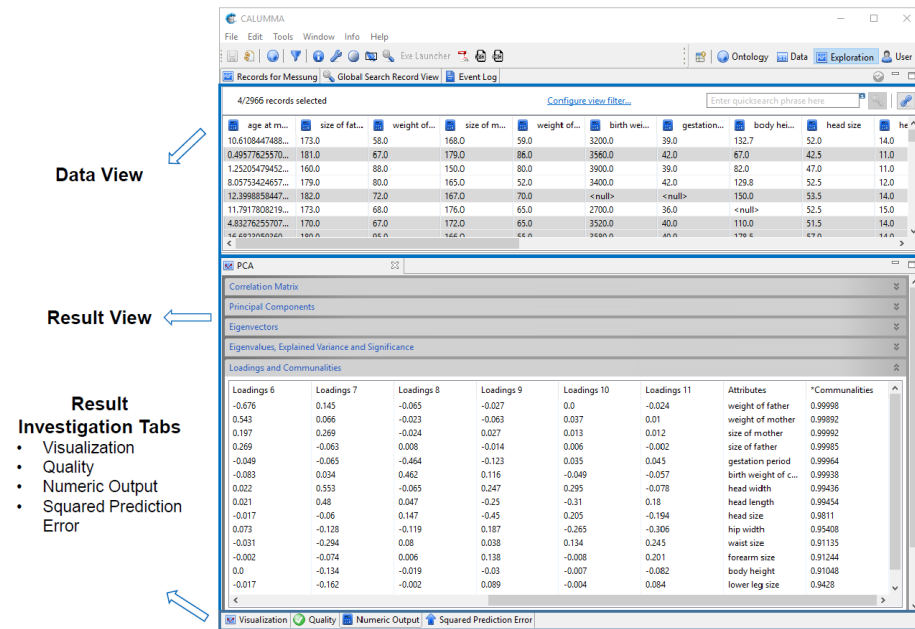 CALUMMA
File Edit Tools Window Info Help
Exe Launcher Ontology Data Exploration User
Records for Messung Global Search Record View Event Log
4/2966 records selected Configure view filter... Enter quicksearch phrase here
age at m... size of fat... weight of... size of m... weight of... birth wei... gestation... body hei... head size he
10.6108447488... 173.0 58.0 168.0 59.0 3200.0 39.0 132.7 52.0 14.0
0.49577625570... 181.0 67.0 179.0 86.0 3560.0 42.0 67.0 42.5 11.0
1.25205479452... 160.0 88.0 150.0 80.0 3900.0 39.0 82.0 47.0 11.0
8.05753424657... 179.0 80.0 165.0 52.0 3400.0 42.0 129.8 52.5 12.0
12.3998858447... 182.0 72.0 167.0 70.0 <null> <null> 150.0 53.5 14.0
11.7917808219... 173.0 68.0 176.0 65.0 2700.0 36.0 <null> 52.5 15.0
4.83276255707... 170.0 67.0 172.0 65.0 3520.0 40.0 110.0 51.5 14.0
16.6823059360... 180.0 95.0 166.0 55.0 3580.0 40.0 178.5 57.0 14.0
Data View
PCA
Correlation Matrix
Principal Components
Eigenvectors
Eigenvalues, Explained Variance and Significance
Loadings and Communalities
Result View
Loadings 6 Loadings 7 Loadings 8 Loadings 9 Loadings 10 Loadings 11 Attributes *Communalities
-0.676 0.145 -0.065 -0.027 0.0 -0.024 weight of father 0.99998
0.543 0.066 -0.023 -0.063 0.037 0.01 weight of mother 0.99892
0.197 0.269 -0.024 0.027 0.013 0.012 size of mother 0.99992
0.269 -0.063 0.008 -0.014 0.006 -0.002 size of father 0.99985
-0.049 -0.065 -0.464 -0.123 0.035 0.045 gestation period 0.99964
-0.083 0.034 0.462 0.116 -0.049 -0.057 birth weight of c... 0.99938
0.022 0.553 -0.065 0.247 0.295 -0.078 head width 0.99436
0.021 0.48 0.047 -0.25 -0.31 0.18 head length 0.99454
-0.017 -0.06 0.147 -0.45 0.205 -0.194 head size 0.9811
0.073 -0.128 -0.119 0.187 -0.265 -0.306 hip width 0.95408
-0.031 -0.294 0.08 0.038 0.134 0.245 waist size 0.91135
-0.002 -0.074 0.006 0.138 -0.008 0.201 forearm size 0.91244
0.0 -0.134 -0.019 -0.03 -0.007 -0.082 body height 0.91048
-0.017 -0.162 -0.002 0.089 -0.004 0.084 lower leg size 0.9428
Result
Investigation Tabs
• Visualization
• Quality
• Numeric Output
• Squared Prediction
Error
Visualization Quality Numeric Output Squared Prediction Error